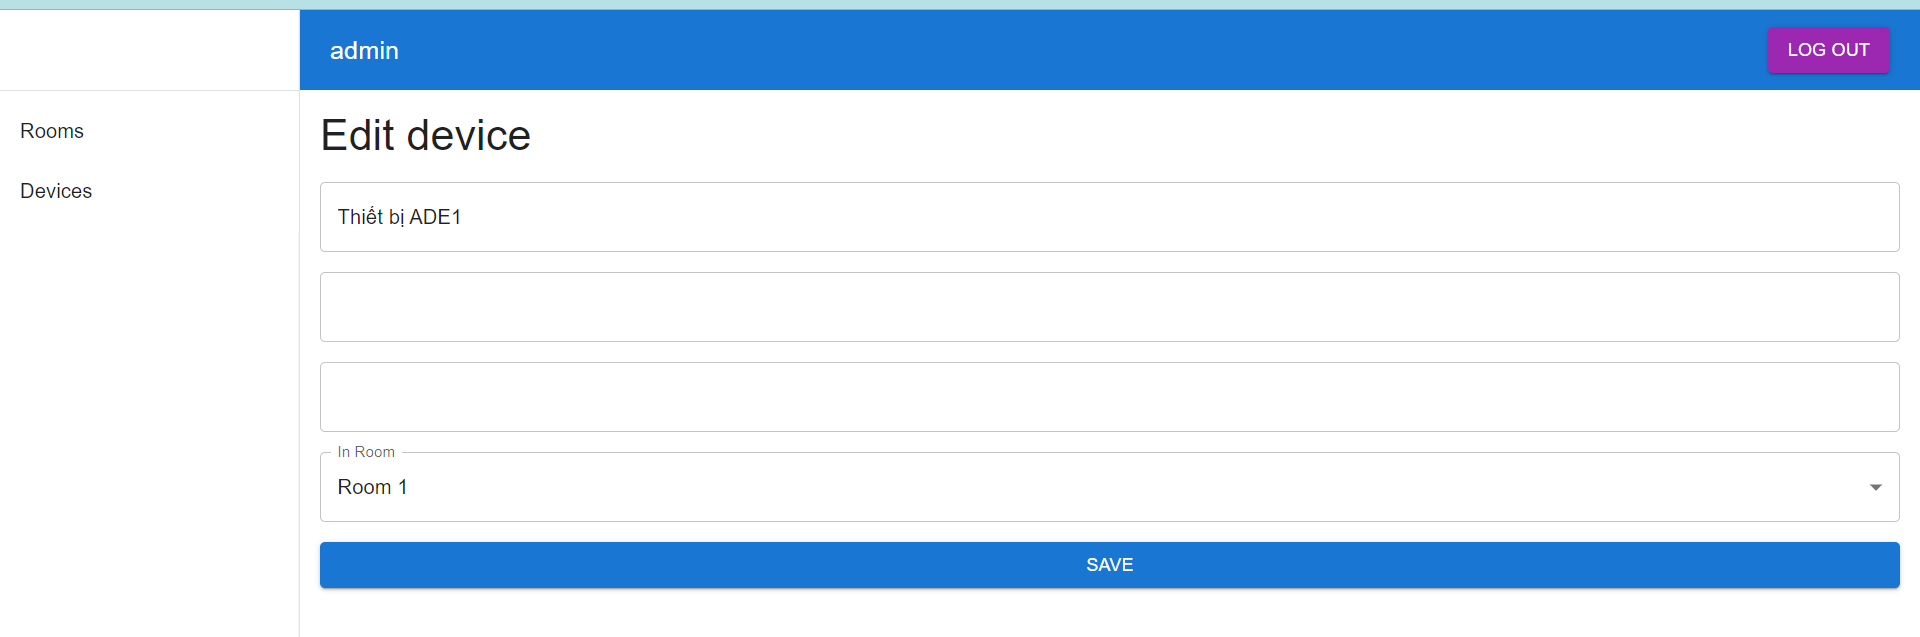 admin
LOG OUT
Rooms
Devices
Edit device
Thiết bị ADE1
In Room
Room 1
SAVE